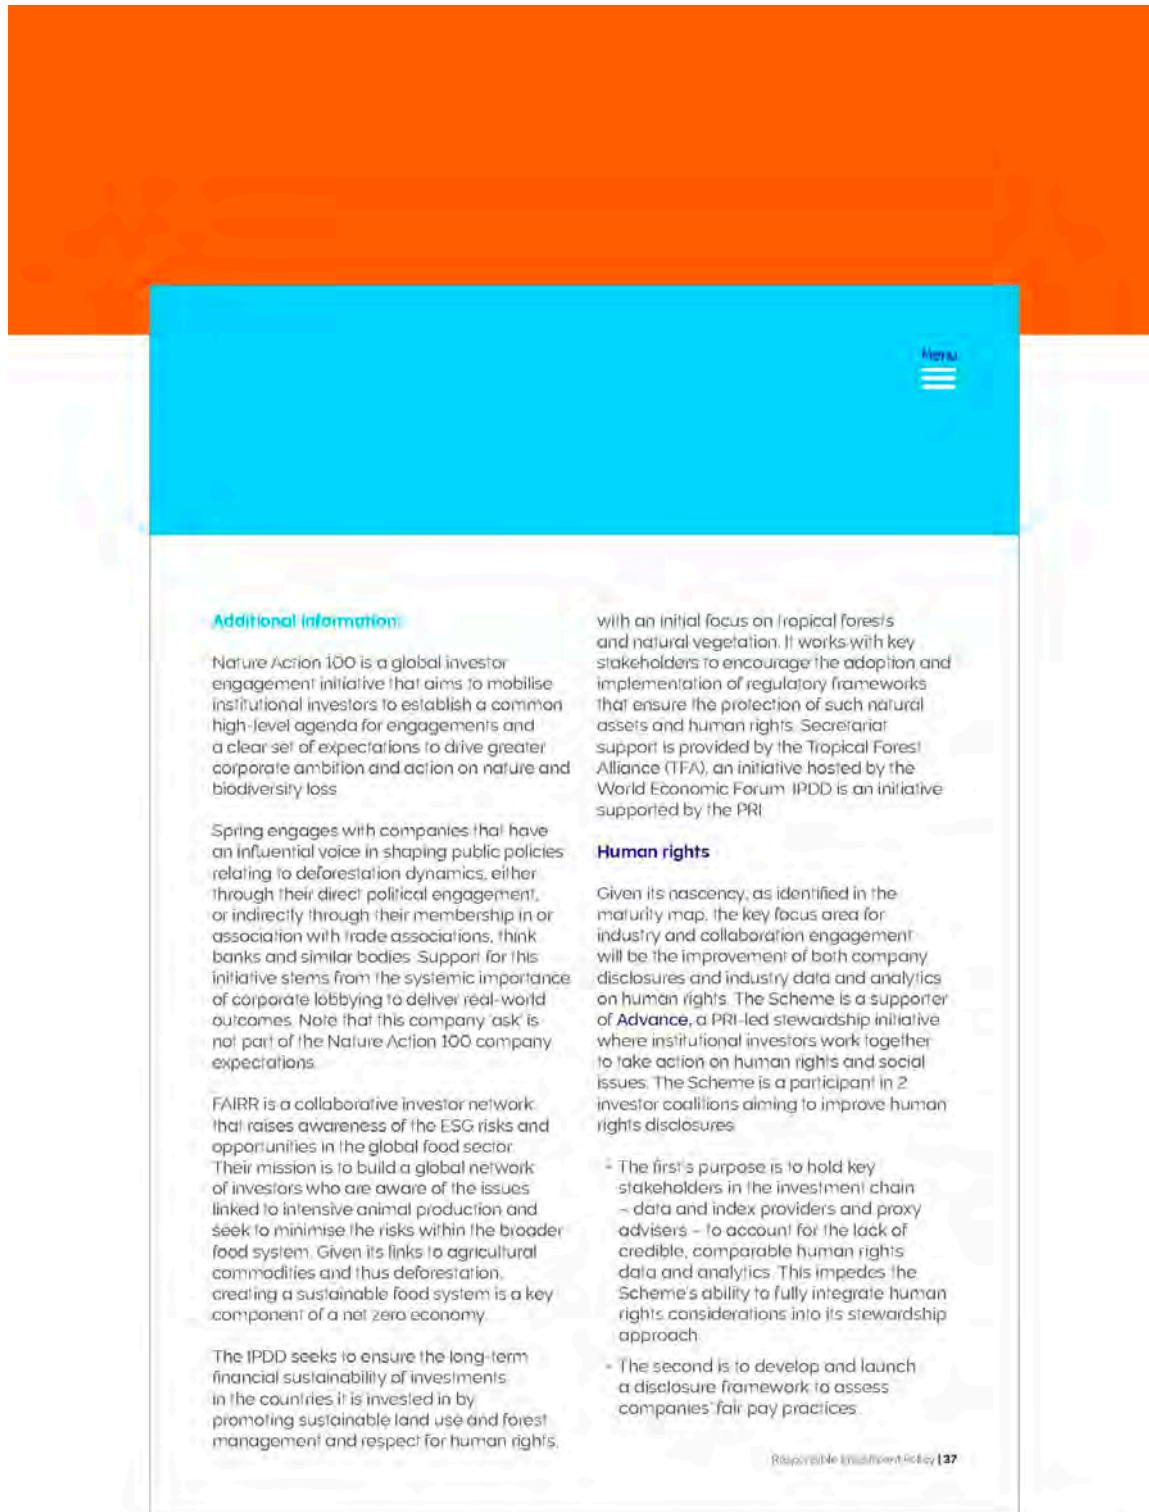 Menu
Additional information:
Nature Action 100 is a global investor
engagement initiative that aims to mobilise
institutional investors to establish a common
high-level agenda for engagements and
a clear set of expectations to drive greater
corporate ambition and action on nature and
biodiversity loss.
Spring engages with companies that have
an influential voice in shaping public policies
relating to deforestation dynamics, either
through their direct political engagement,
or indirectly through their membership in or
association with trade associations, think
banks and similar bodies. Support for this
initiative stems from the systemic importance
of corporate lobbying to deliver real-world
outcomes. Note that this company 'ask' is
not part of the Nature Action 100 company
expectations.
FAIRR is a collaborative investor network
that raises awareness of the ESG risks and
opportunities in the global food sector.
Their mission is to build a global network
of investors who are aware of the issues
linked to intensive animal production and
seek to minimise the risks within the broader
food system. Given its links to agricultural
commodities and thus deforestation,
creating a sustainable food system is a key
component of a net zero economy.
The IPDD seeks to ensure the long-term
financial sustainability of investments
in the countries it is invested in by
promoting sustainable land use and forest
management and respect for human rights,
with an initial focus on tropical forests
and natural vegetation. It works with key
stakeholders to encourage the adoption and
implementation of regulatory frameworks
that ensure the protection of such natural
assets and human rights. Secretariat
support is provided by the Tropical Forest
Alliance (TFA), an initiative hosted by the
World Economic Forum. IPDD is an initiative
supported by the PRI.
Human rights
Given its nascency, as identified in the
maturity map, the key focus area for
industry and collaboration engagement
will be the improvement of both company
disclosures and industry data and analytics
on human rights. The Scheme is a supporter
of Advance, a PRI-led stewardship initiative
where institutional investors work together
to take action on human rights and social
issues. The Scheme is a participant in 2
investor coalitions aiming to improve human
rights disclosures.
- The first's purpose is to hold key
stakeholders in the investment chain
– data and index providers and proxy
advisers – to account for the lack of
credible, comparable human rights
data and analytics. This impedes the
Scheme's ability to fully integrate human
rights considerations into its stewardship
approach.
- The second is to develop and launch
a disclosure framework to assess
companies' fair pay practices.
Responsible Investment Policy | 37